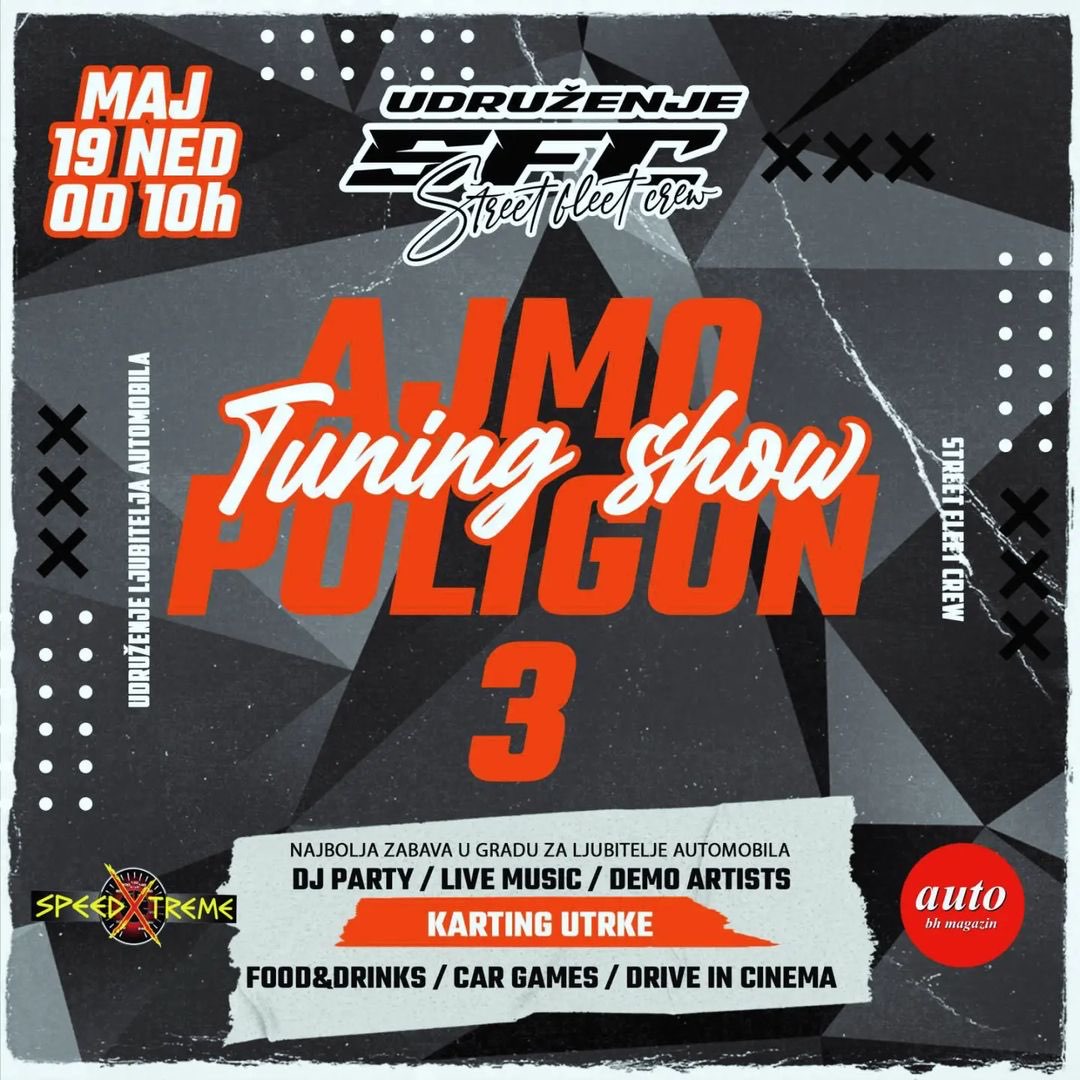 MAJ
19 NED
OD 10h
UDRUŽENJE
SFC
Street fleet crew
AJMO
Tuning show
POLIGON
3
UDRUŽENJE LJUBITELJA AUTOMOBILA
STREET FLEET CREW
NAJBOLJA ZABAVA U GRADU ZA LJUBITELJE AUTOMOBILA
DJ PARTY / LIVE MUSIC / DEMO ARTISTS
KARTING UTRKE
FOOD&DRINKS / CAR GAMES / DRIVE IN CINEMA
SPEEDXTREME
auto
bh magazin